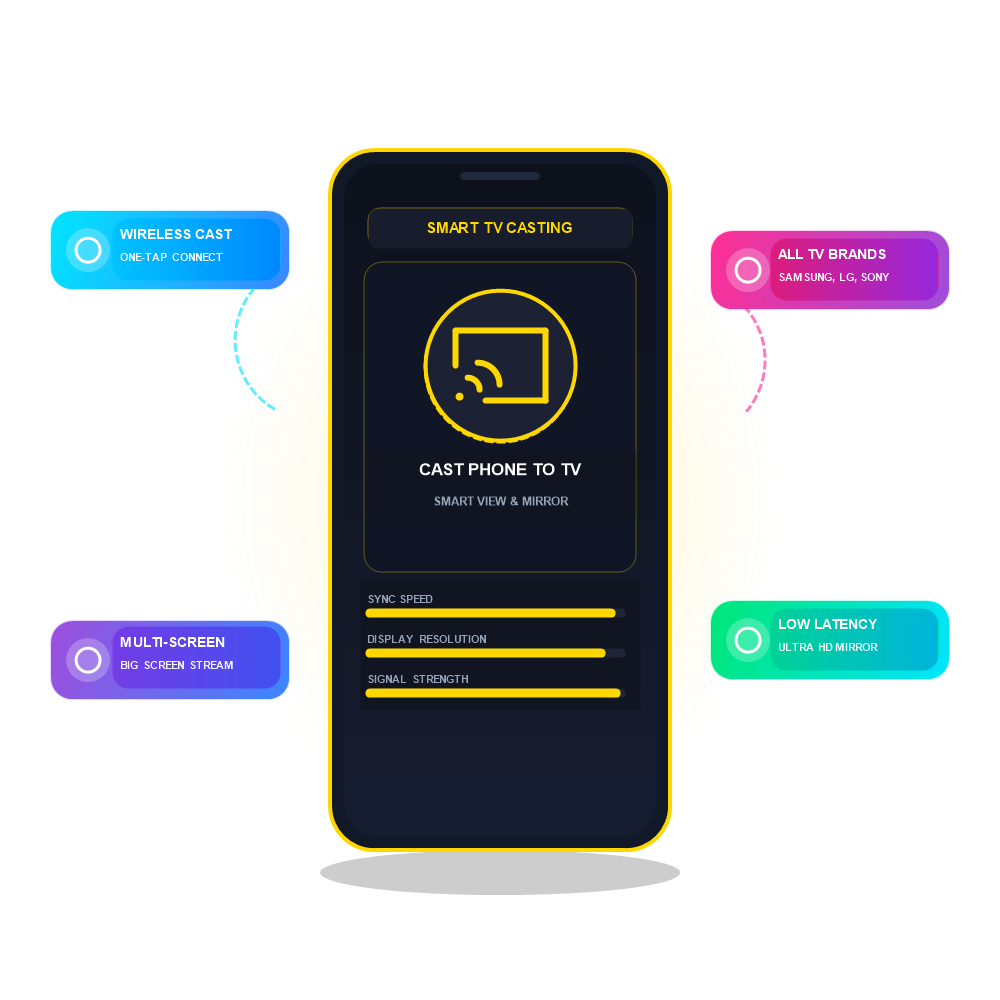 SMART TV CASTING
WIRELESS CAST
ONE-TAP CONNECT
ALL TV BRANDS
SAMSUNG, LG, SONY
CAST PHONE TO TV
SMART VIEW & MIRROR
SYNC SPEED
DISPLAY RESOLUTION
SIGNAL STRENGTH
MULTI-SCREEN
BIG SCREEN STREAM
LOW LATENCY
ULTRA HD MIRROR